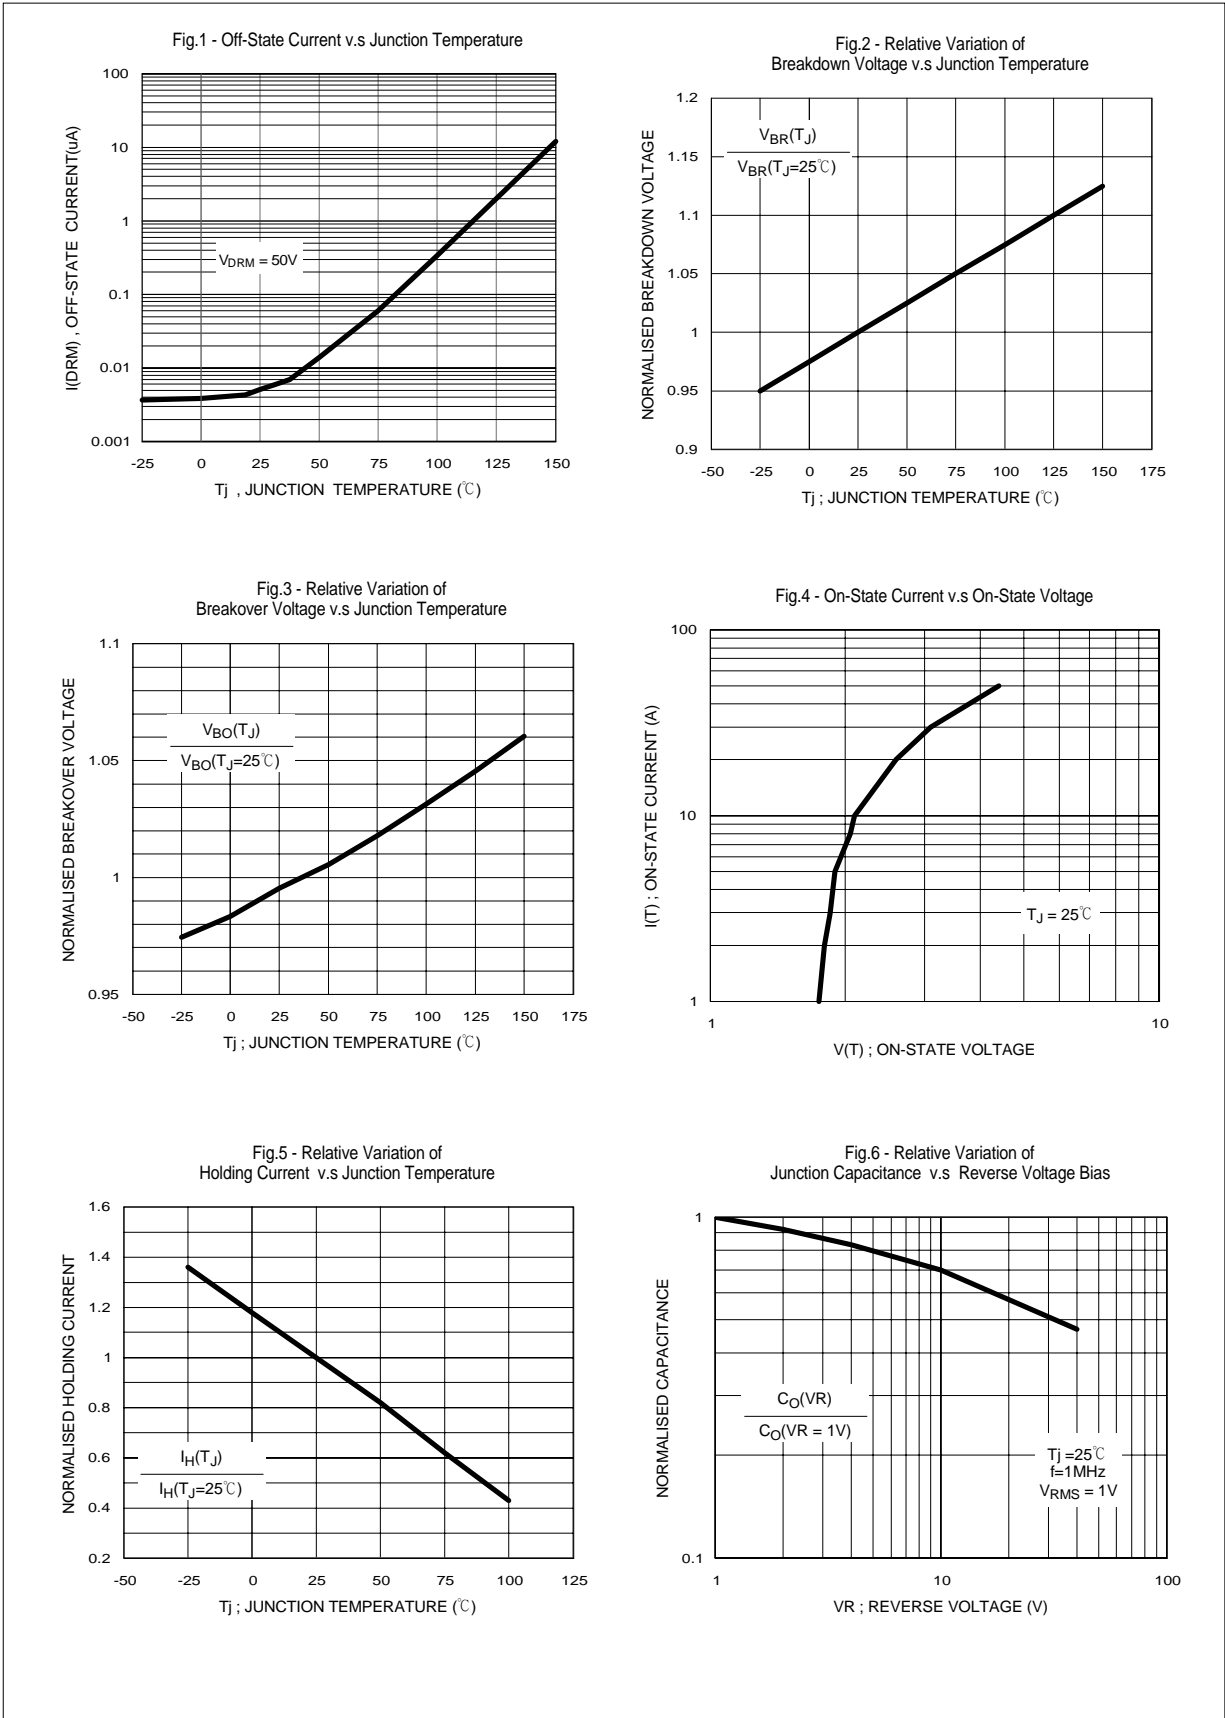 Fig.1 - Off-State Current v.s Junction Temperature
I(DRM) , OFF-STATE CURRENT(uA)
100
10
1
0.1
0.01
0.001
VDRM = 50V
-25 0 25 50 75 100 125 150
Tj , JUNCTION TEMPERATURE (℃)
Fig.2 - Relative Variation of
Breakdown Voltage v.s Junction Temperature
NORMALISED BREAKDOWN VOLTAGE
1.2
1.15
1.1
1.05
1
0.95
0.9
VBR(TJ)
VBR(TJ=25℃)
-50 -25 0 25 50 75 100 125 150 175
Tj ; JUNCTION TEMPERATURE (℃)
Fig.3 - Relative Variation of
Breakover Voltage v.s Junction Temperature
NORMALISED BREAKOVER VOLTAGE
1.1
1.05
1
0.95
VBO(TJ)
VBO(TJ=25℃)
-50 -25 0 25 50 75 100 125 150 175
Tj ; JUNCTION TEMPERATURE (℃)
Fig.4 - On-State Current v.s On-State Voltage
I(T) ; ON-STATE CURRENT (A)
100
10
1
TJ = 25℃
1 10
V(T) ; ON-STATE VOLTAGE
Fig.5 - Relative Variation of
Holding Current v.s Junction Temperature
NORMALISED HOLDING CURRENT
1.6
1.4
1.2
1
0.8
0.6
0.4
0.2
IH(TJ)
IH(TJ=25℃)
-50 -25 0 25 50 75 100 125
Tj ; JUNCTION TEMPERATURE (℃)
Fig.6 - Relative Variation of
Junction Capacitance v.s Reverse Voltage Bias
NORMALISED CAPACITANCE
1
0.1
CO(VR)
CO(VR = 1V)
Tj =25℃
f=1MHz
VRMS = 1V
1 10 100
VR ; REVERSE VOLTAGE (V)